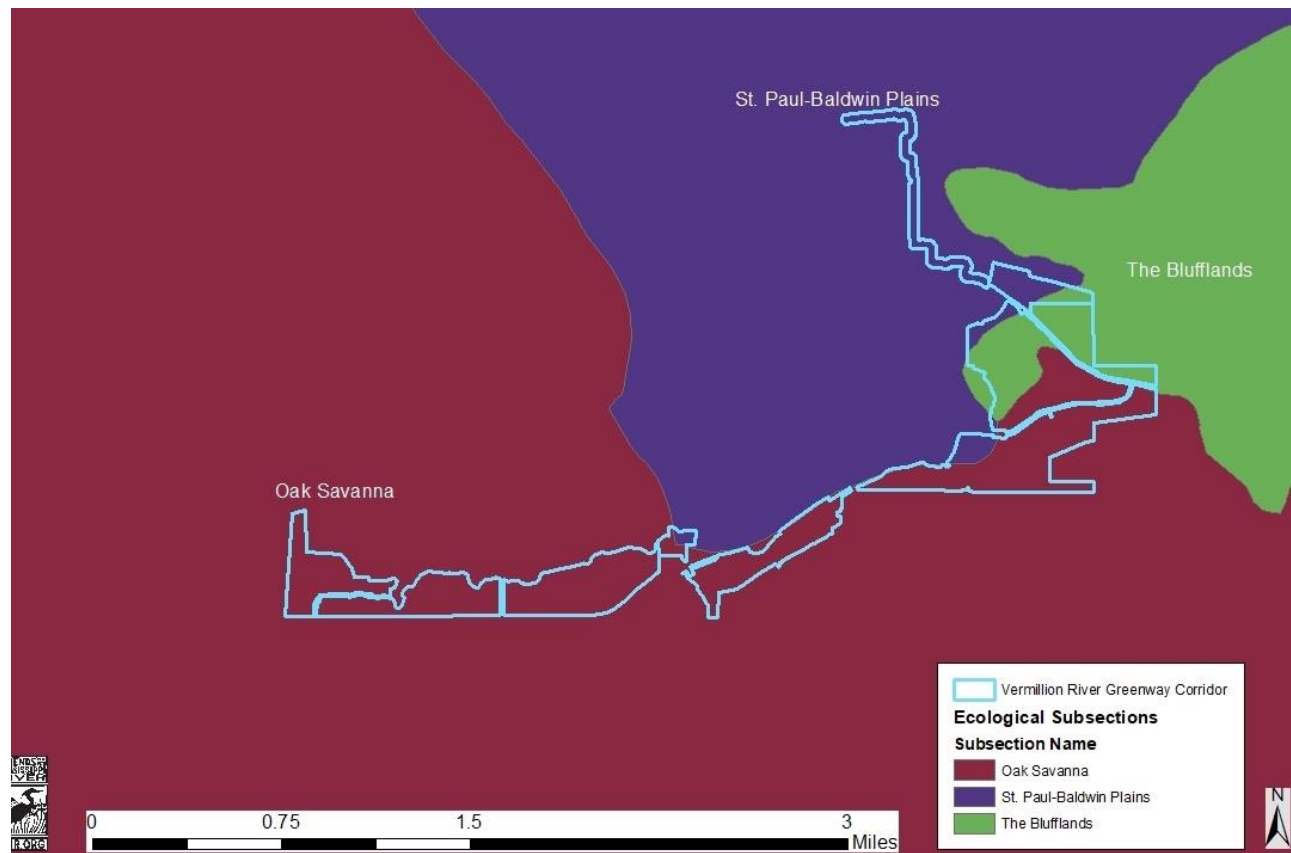 St. Paul-Baldwin Plains
The Blufflands
Oak Savanna
Vermillion River Greenway Corridor
Ecological Subsections
Subsection Name
Oak Savanna
St. Paul-Baldwin Plains
The Blufflands
N
0 0.75 1.5 3
Miles